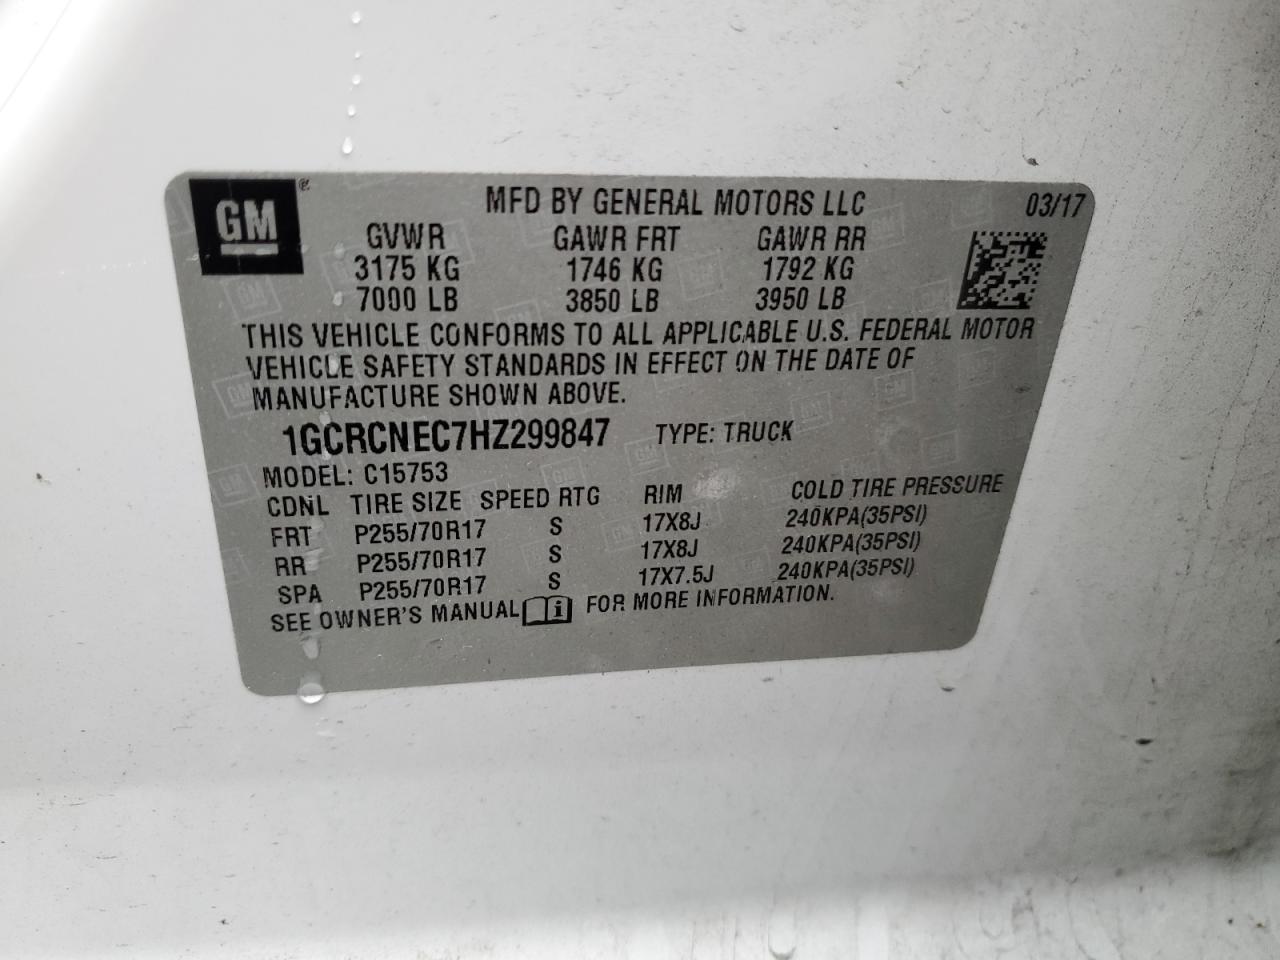 GM
MFD BY GENERAL MOTORS LLC 03/17
GVWR GAWR FRT GAWR RR
3175 KG 1746 KG 1792 KG
7000 LB 3850 LB 3950 LB
THIS VEHICLE CONFORMS TO ALL APPLICABLE U.S. FEDERAL MOTOR
VEHICLE SAFETY STANDARDS IN EFFECT ON THE DATE OF
MANUFACTURE SHOWN ABOVE.
1GCRCNEC7HZ299847 TYPE: TRUCK
MODEL: C15753
CDNL TIRE SIZE SPEED RTG RIM COLD TIRE PRESSURE
FRT P255/70R17 S 17X8J 240KPA(35PSI)
RR P255/70R17 S 17X8J 240KPA(35PSI)
SPA P255/70R17 S 17X7.5J 240KPA(35PSI)
SEE OWNER'S MANUAL FOR MORE INFORMATION.